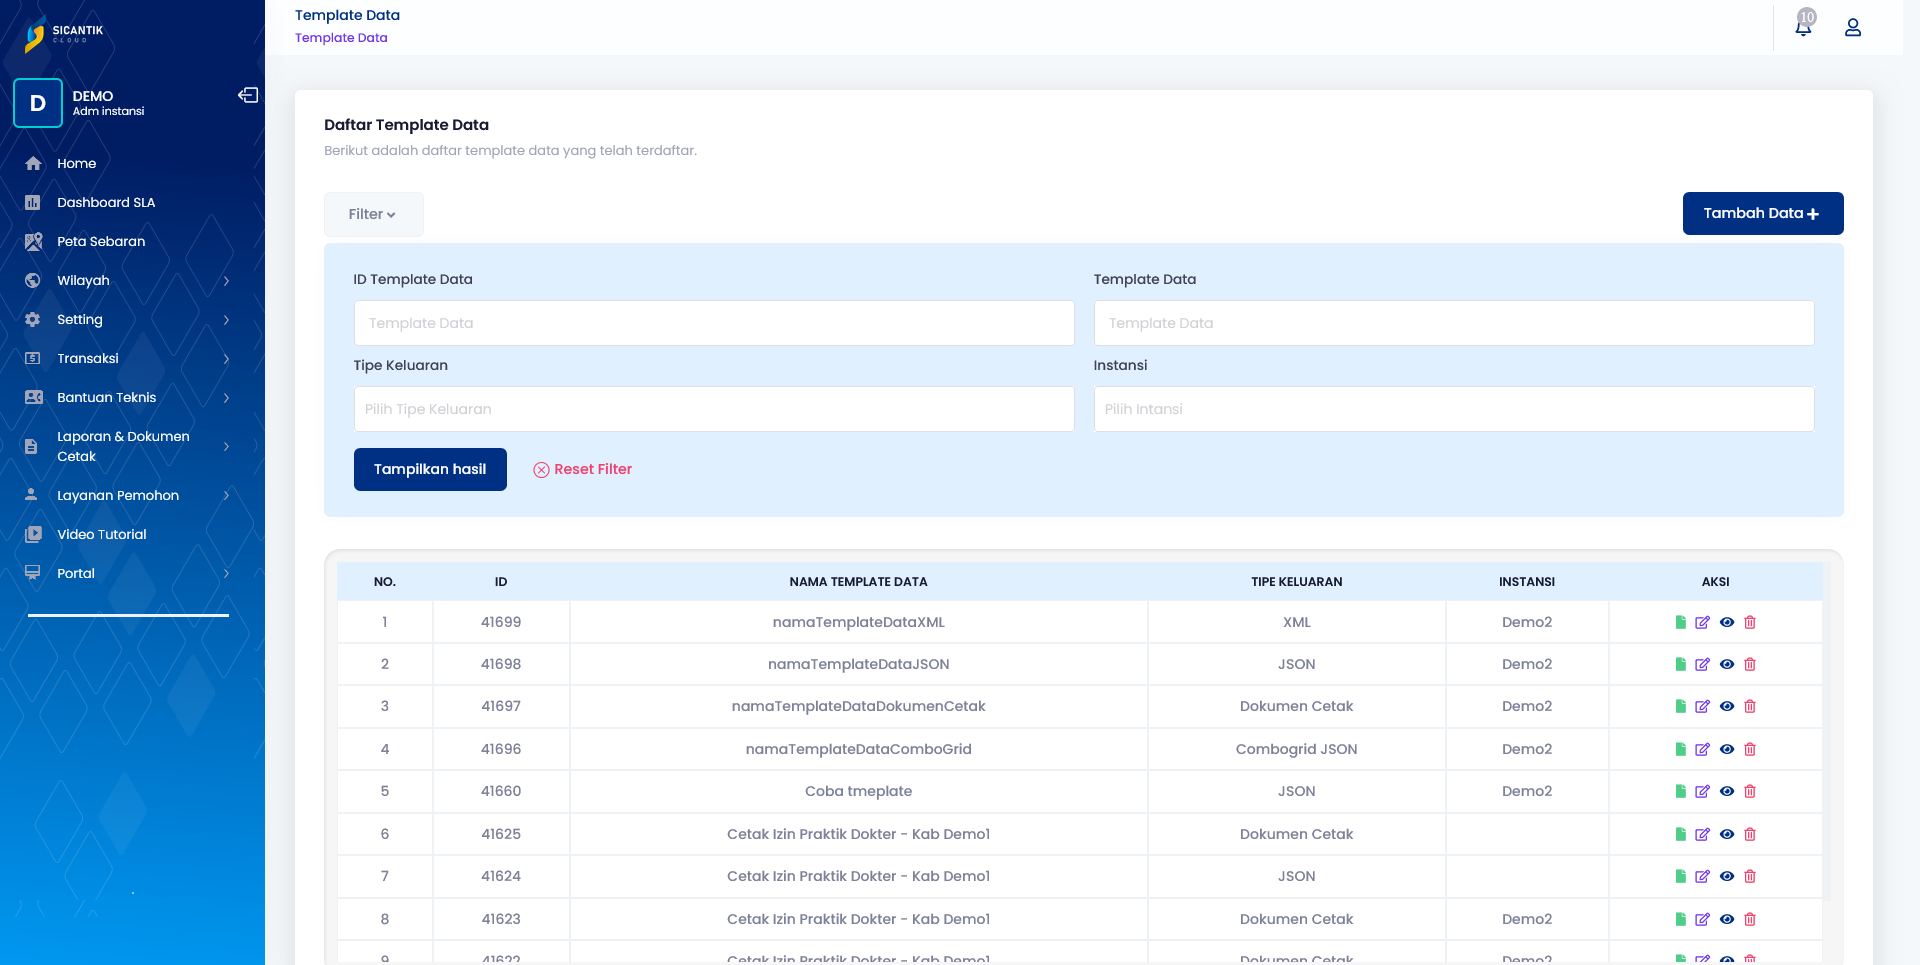 SICANTIK
CLOUD
D
DEMO
Adm instansi
Home
Dashboard SLA
Peta Sebaran
Wilayah
Setting
Transaksi
Bantuan Teknis
Laporan & Dokumen
Cetak
Layanan Pemohon
Video Tutorial
Portal
Template Data
Template Data
10
Daftar Template Data
Berikut adalah daftar template data yang telah terdaftar.
Filter
Tambah Data
ID Template Data
Template Data
Template Data
Template Data
Tipe Keluaran
Instansi
Pilih Tipe Keluaran
Pilih Intansi
Tampilkan hasil
Reset Filter
NO. ID NAMA TEMPLATE DATA TIPE KELUARAN INSTANSI AKSI
1 41699 namaTemplateDataXML XML Demo2
2 41698 namaTemplateDataJSON JSON Demo2
3 41697 namaTemplateDataDokumenCetak Dokumen Cetak Demo2
4 41696 namaTemplateDataComboGrid Combogrid JSON Demo2
5 41660 Coba tmeplate JSON Demo2
6 41625 Cetak Izin Praktik Dokter - Kab Demo1 Dokumen Cetak
7 41624 Cetak Izin Praktik Dokter - Kab Demo1 JSON
8 41623 Cetak Izin Praktik Dokter - Kab Demo1 Dokumen Cetak Demo2
9 41622 Cetak Izin Praktik Dokter - Kab Demo1 Dokumen Cetak Demo2